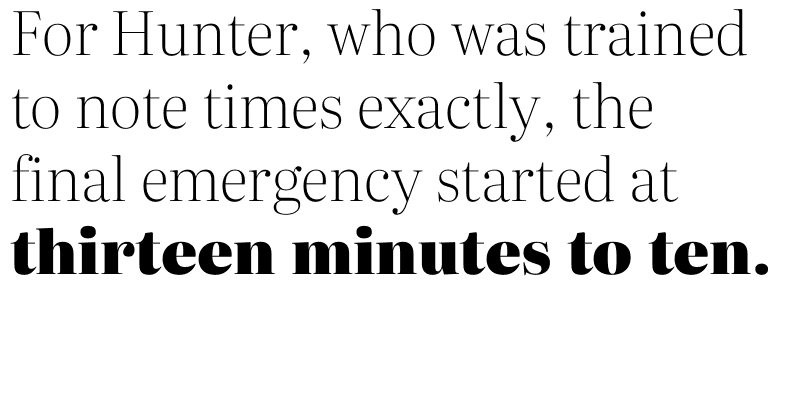 For Hunter, who was trained
to note times exactly, the
final emergency started at
thirteen minutes to ten.